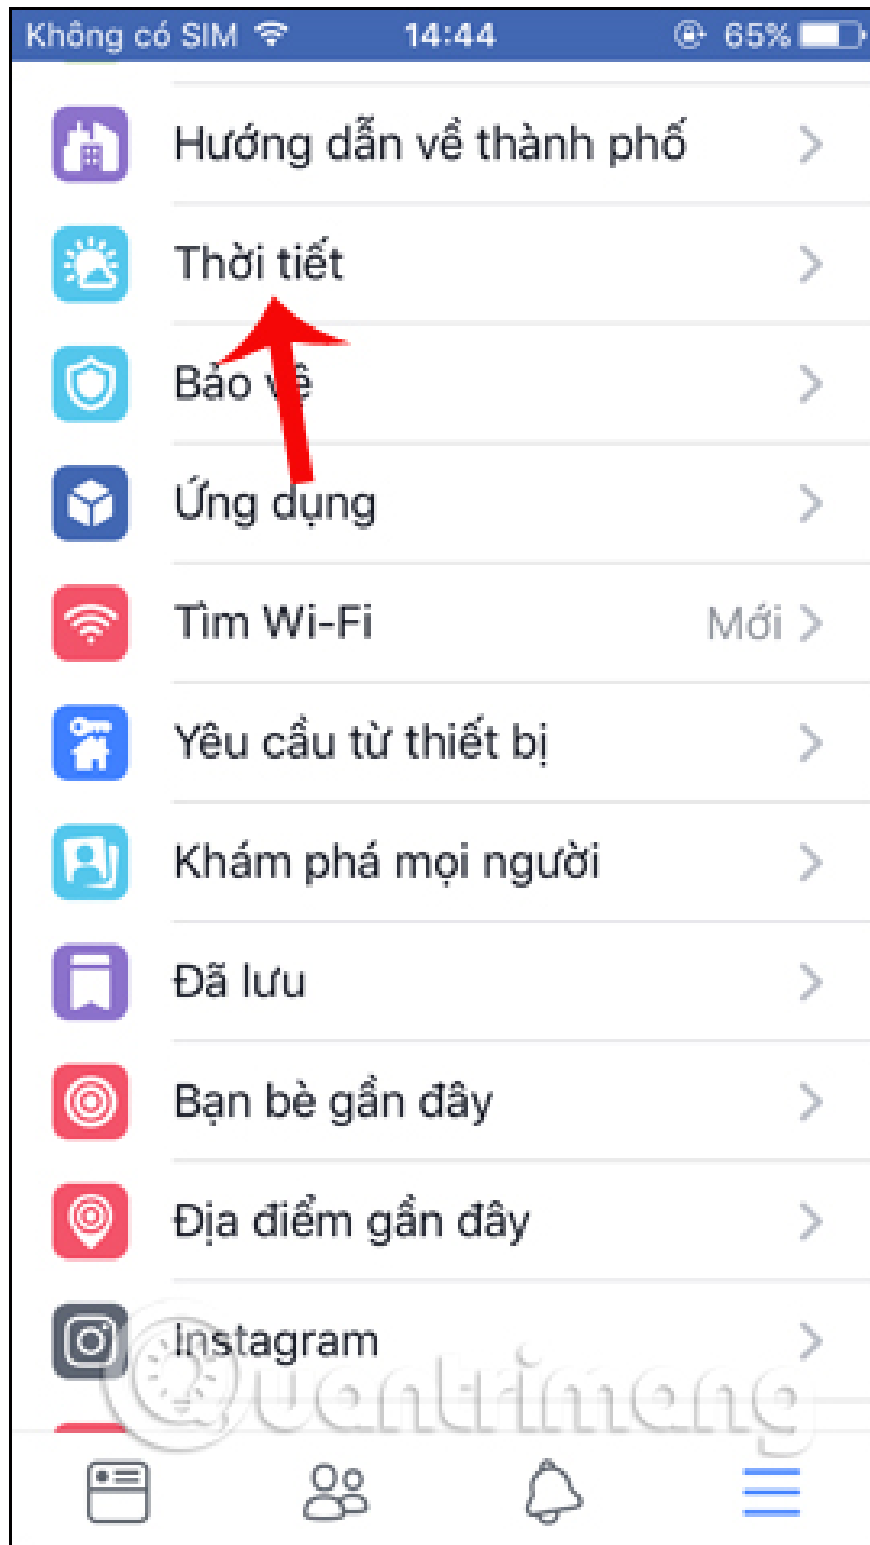 Không có SIM 14:44 65%
Hướng dẫn về thành phố
Thời tiết
Bảo vệ
Ứng dụng
Tìm Wi-Fi Mới
Yêu cầu từ thiết bị
Khám phá mọi người
Đã lưu
Bạn bè gần đây
Địa điểm gần đây
Instagram
Quantrimang